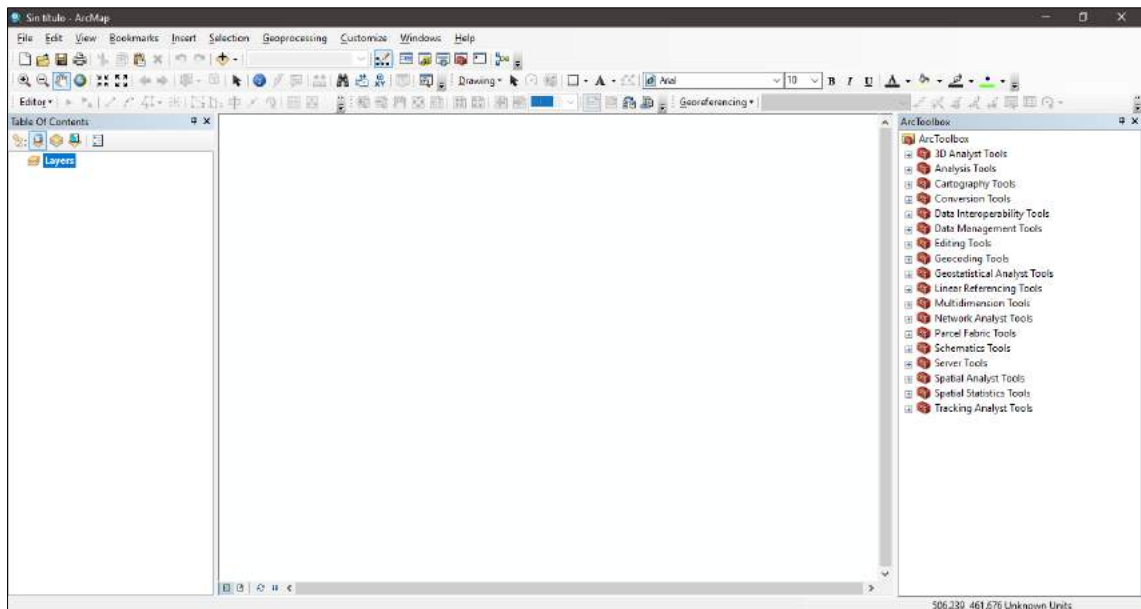 Sin título - ArcMap
File Edit View Bookmarks Insert Selection Geoprocessing Customize Windows Help
Drawing Arial 10 B I U A
Editor Georeferencing
Table Of Contents
Layers
ArcToolbox
ArcToolbox
3D Analyst Tools
Analysis Tools
Cartography Tools
Conversion Tools
Data Interoperability Tools
Data Management Tools
Editing Tools
Geocoding Tools
Geostatistical Analyst Tools
Linear Referencing Tools
Multidimension Tools
Network Analyst Tools
Parcel Fabric Tools
Schematics Tools
Server Tools
Spatial Analyst Tools
Spatial Statistics Tools
Tracking Analyst Tools
506,239 461,676 Unknown Units